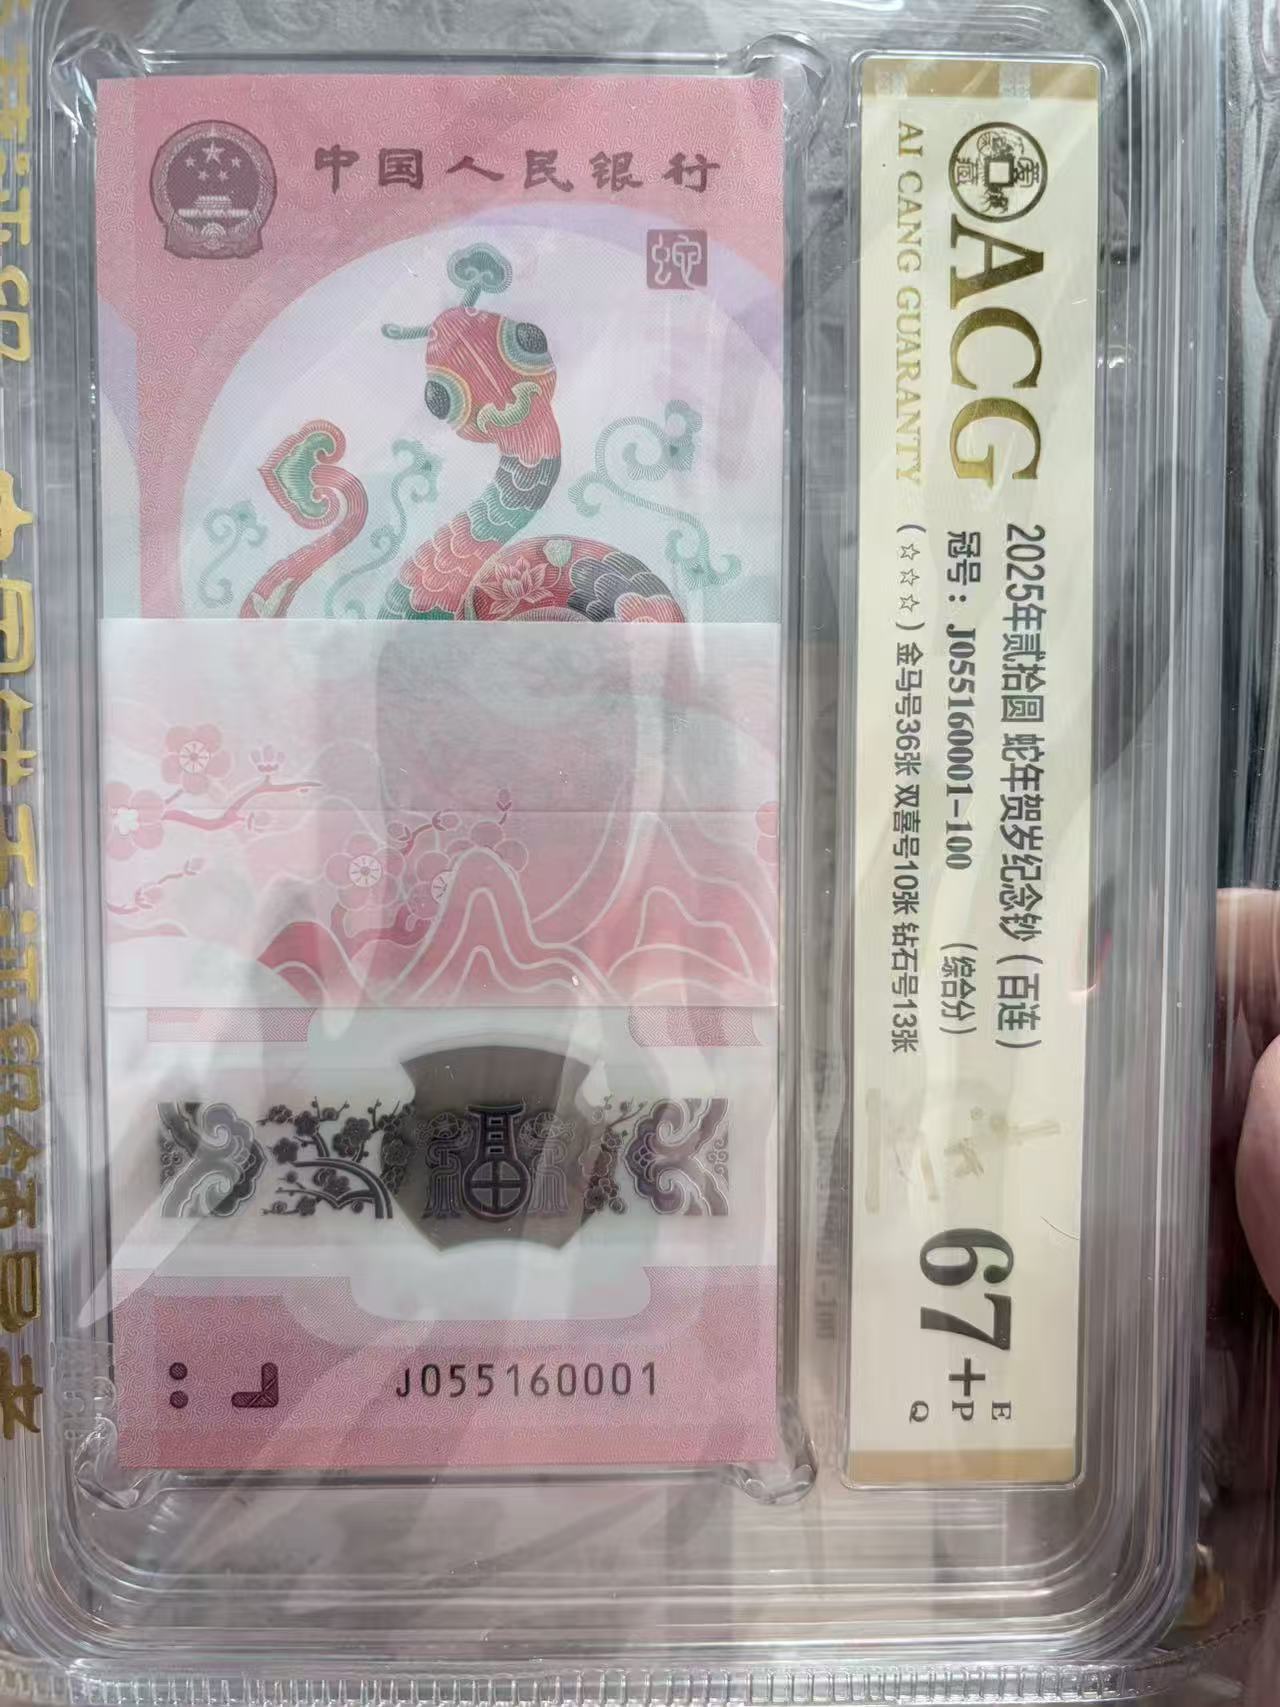 中国人民银行
蛇
J055160001
爱藏
ACG
AI CANG GUARANTY
2025年贰拾圆 蛇年贺岁纪念钞（百连）
冠号：J055160001-100 （综合分）
（☆☆☆）金马号36张 双喜号10张 钻石号13张
67+
E
P
Q